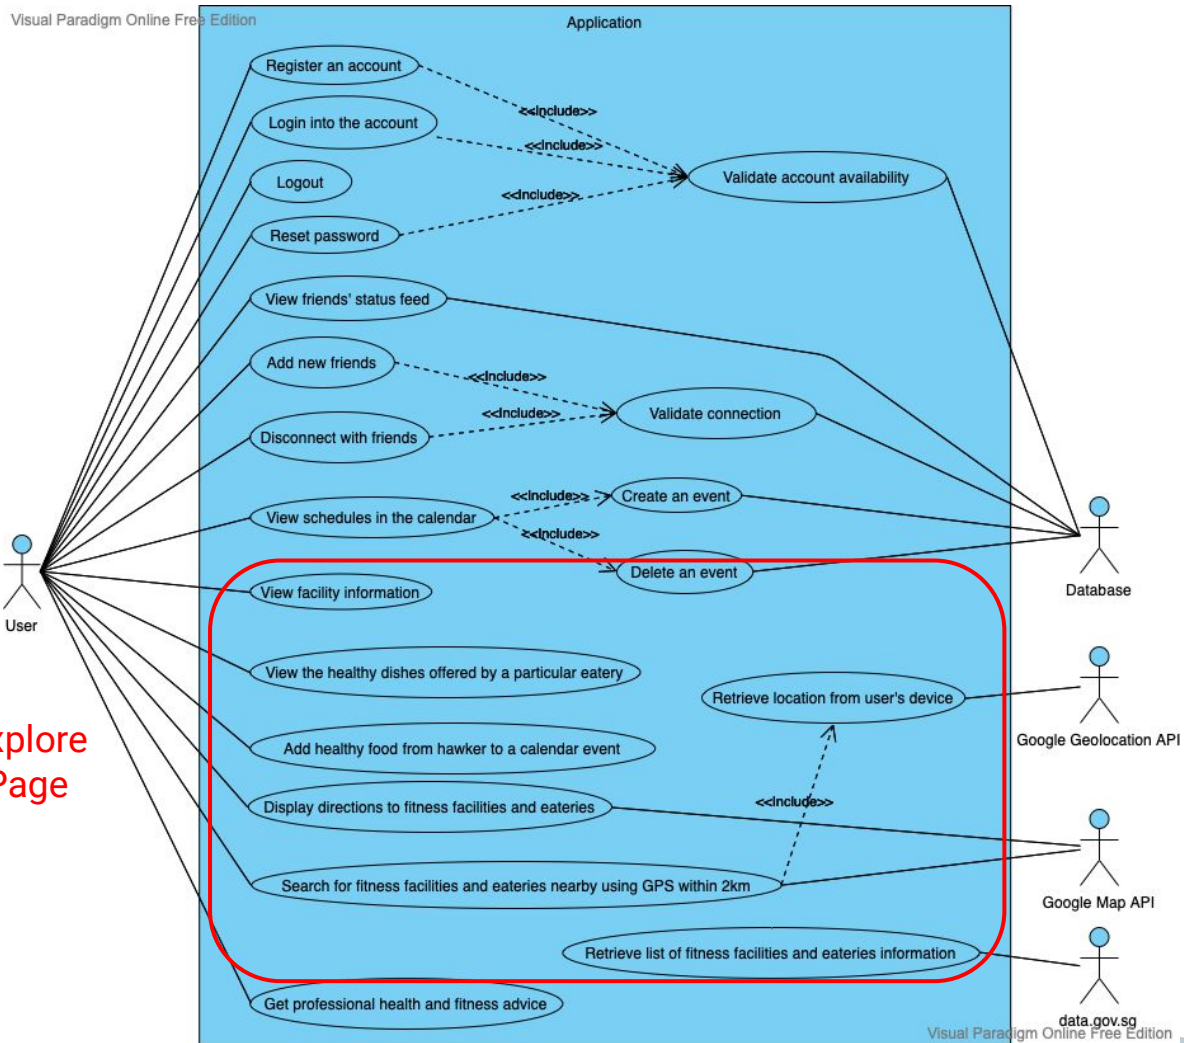 Visual Paradigm Online Free Edition
Application
Register an account
<<Include>>
Login into the account
<<Include>>
Validate account availability
Logout
<<Include>>
Reset password
View friends' status feed
Add new friends
<<Include>>
Validate connection
<<Include>>
Disconnect with friends
<<Include>>
Create an event
View schedules in the calendar
<<Include>>
Delete an event
Database
View facility information
User
View the healthy dishes offered by a particular eatery
Retrieve location from user's device
Google Geolocation API
xplore
Page
Add healthy food from hawker to a calendar event
<<Include>>
Display directions to fitness facilities and eateries
Search for fitness facilities and eateries nearby using GPS within 2km
Google Map API
Retrieve list of fitness facilities and eateries information
Get professional health and fitness advice
data.gov.sg
Visual Paradigm Online Free Edition